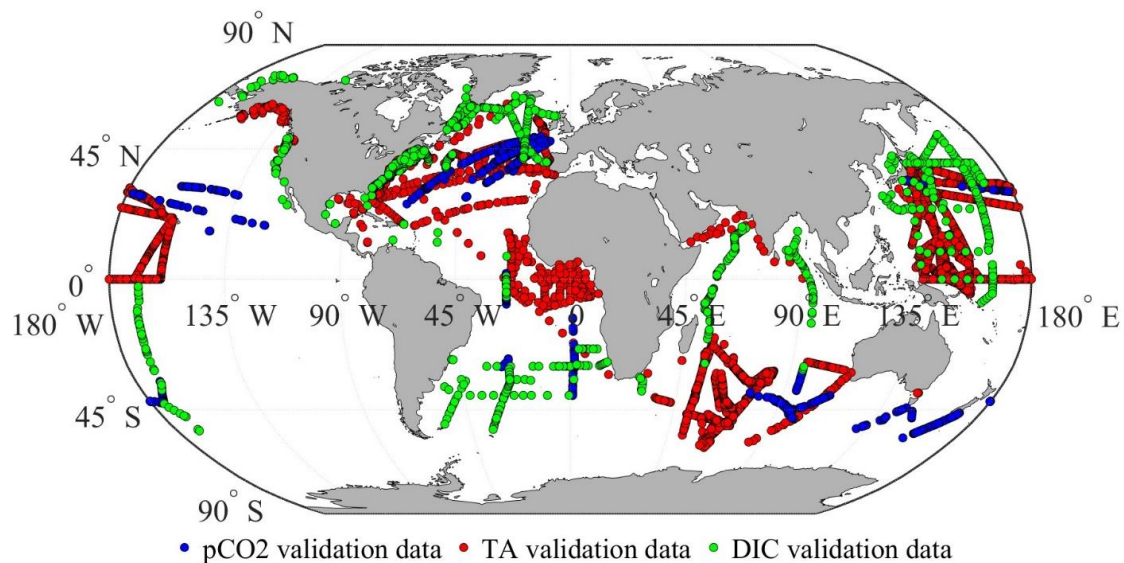 90° N
45° N
0°
180° W
135° W
90° W
45° W
0
45° E
90° E
135° E
180° E
45° S
90° S
pCO2 validation data
TA validation data
DIC validation data